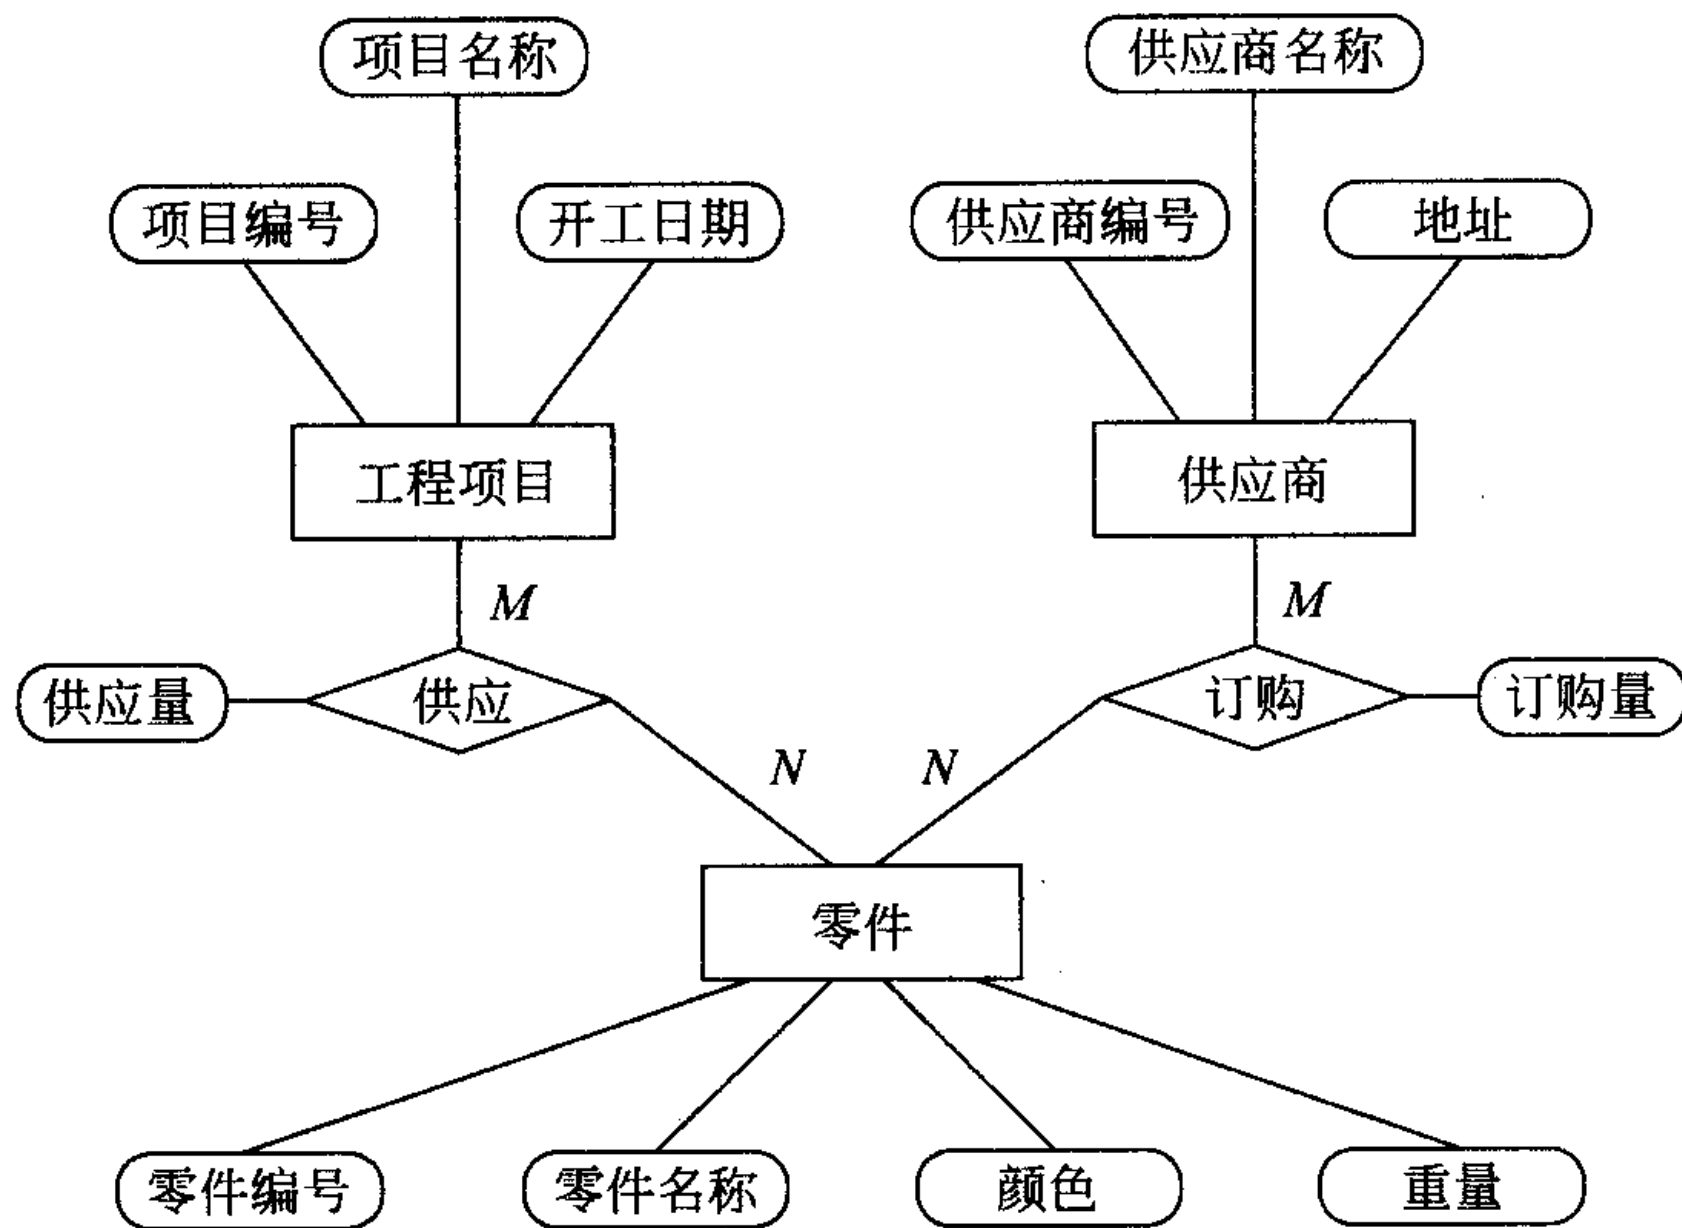 项目名称
供应商名称
项目编号
开工日期
供应商编号
地址
工程项目
供应商
M
M
供应量
供应
订购
订购量
N
N
零件
零件编号
零件名称
颜色
重量